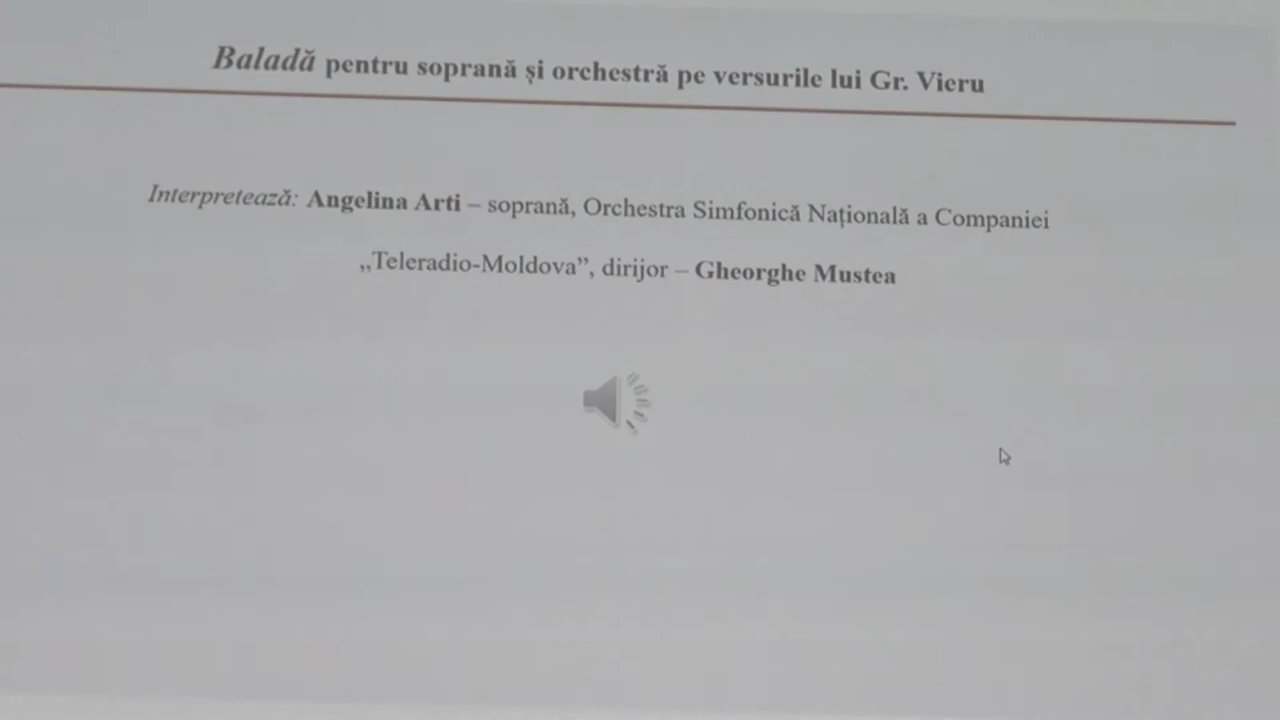 Baladă pentru soprană și orchestră pe versurile lui Gr. Vieru
Interpretează: Angelina Arti – soprană, Orchestra Simfonică Națională a Companiei
„Teleradio-Moldova”, dirijor – Gheorghe Mustea